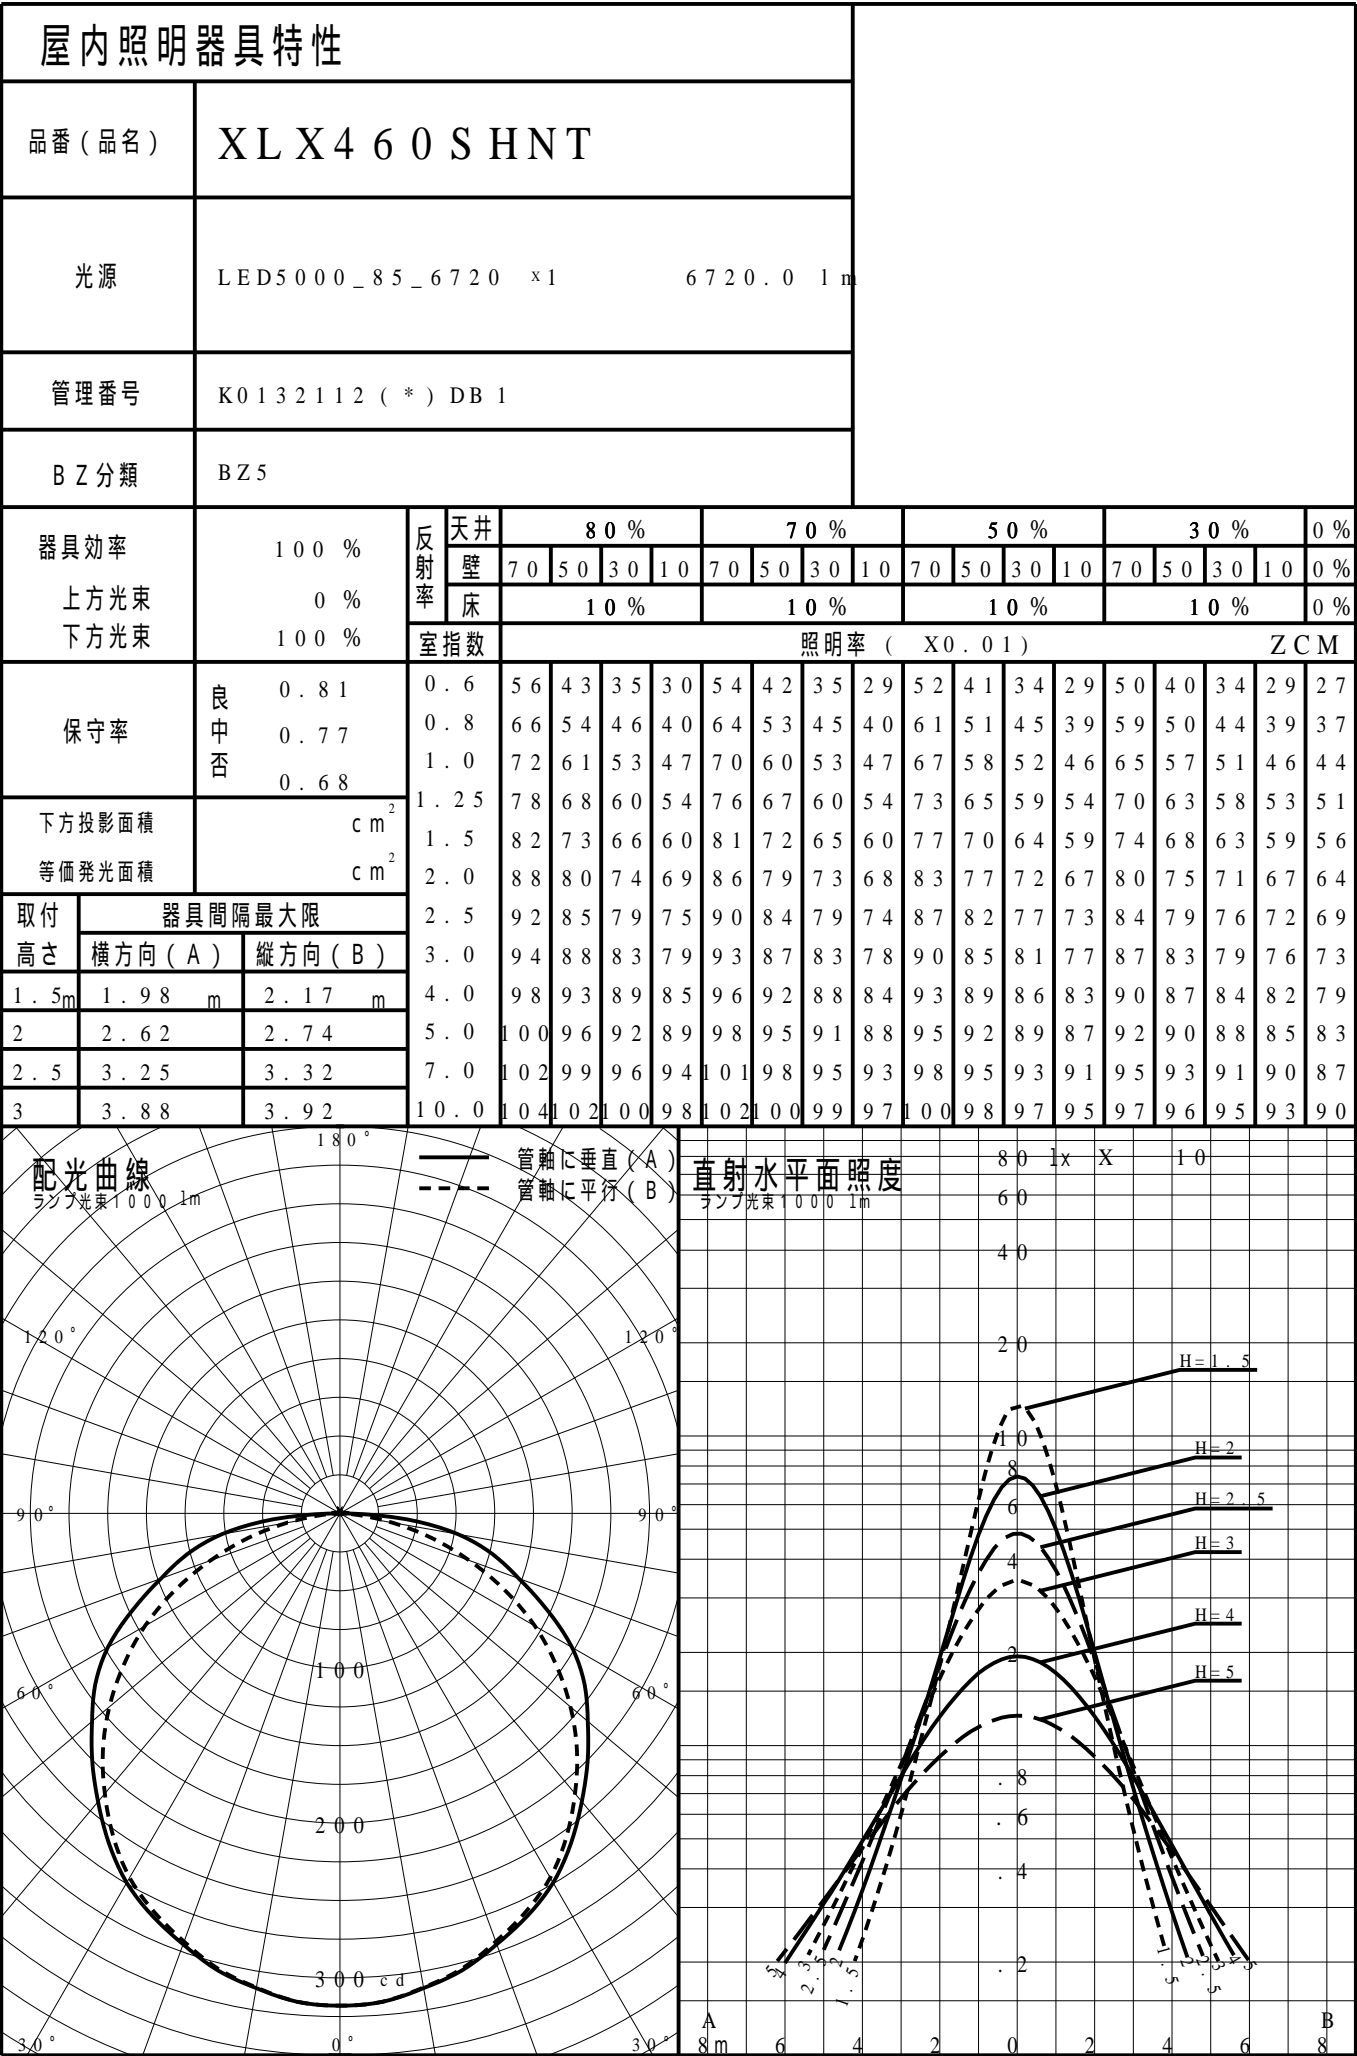 屋内照明器具特性
品番(品名) XLX460SHNT
光源 LED5000_85_6720 x1 6720.0 lm
管理番号 K0132112(*)DB1
BZ分類 BZ5
器具効率 100 %
上方光束 0 %
下方光束 100 %
保守率 良 0.81
中 0.77
否 0.68
下方投影面積 cm2
等価発光面積 cm2
取付高さ 器具間隔最大限
横方向(A) 縦方向(B)
1.5m 1.98 m 2.17 m
2 2.62 2.74
2.5 3.25 3.32
3 3.88 3.92
反射率 天井 80% 70% 50% 30% 0%
壁 70 50 30 10 70 50 30 10 70 50 30 10 70 50 30 10 0%
床 10% 10% 10% 10% 0%
室指数 照明率 ( X0.01) ZCM
0.6 56 43 35 30 54 42 35 29 52 41 34 29 50 40 34 29 27
0.8 66 54 46 40 64 53 45 40 61 51 45 39 59 50 44 39 37
1.0 72 61 53 47 70 60 53 47 67 58 52 46 65 57 51 46 44
1.25 78 68 60 54 76 67 60 54 73 65 59 54 70 63 58 53 51
1.5 82 73 66 60 81 72 65 60 77 70 64 59 74 68 63 59 56
2.0 88 80 74 69 86 79 73 68 83 77 72 67 80 75 71 67 64
2.5 92 85 79 75 90 84 79 74 87 82 77 73 84 79 76 72 69
3.0 94 88 83 79 93 87 83 78 90 85 81 77 87 83 79 76 73
4.0 98 93 89 85 96 92 88 84 93 89 86 83 90 87 84 82 79
5.0 100 96 92 89 98 95 91 88 95 92 89 87 92 90 88 85 83
7.0 102 99 96 94 101 98 95 93 98 95 93 91 95 93 91 90 87
10.0 104 102 100 98 102 100 99 97 100 98 97 95 97 96 95 93 90
配光曲線
ランプ光束1000 lm
管軸に垂直(A)
管軸に平行(B)
180°
120° 120°
90° 90°
100
60° 60°
200
300 cd
30° 0° 30°
直射水平面照度
ランプ光束1000 lm
80 lx X 10
60
40
20
H=1.5
10
H=2
8
H=2.5
6
H=3
4
H=4
2
H=5
.8
.6
.4
.2
5 4 3 2.5 2 1.5
1.5 2 2.5 3 4 5
A B
8m 6 4 2 0 2 4 6 8